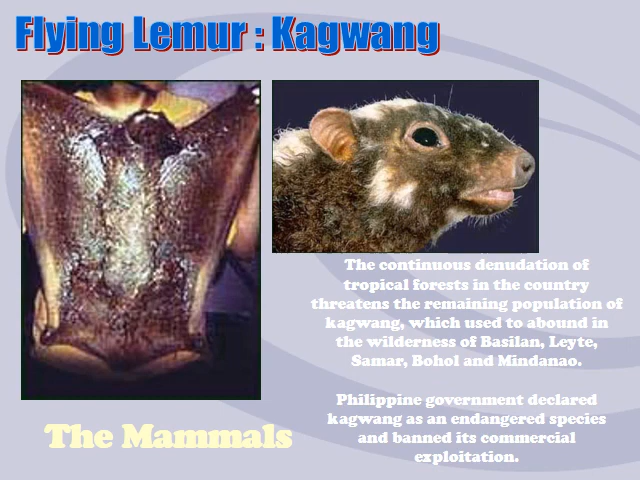 Flying Lemur : Kagwang
The continuous denudation of
tropical forests in the country
threatens the remaining population of
kagwang, which used to abound in
the wilderness of Basilan, Leyte,
Samar, Bohol and Mindanao.
Philippine government declared
kagwang as an endangered species
and banned its commercial
exploitation.
The Mammals